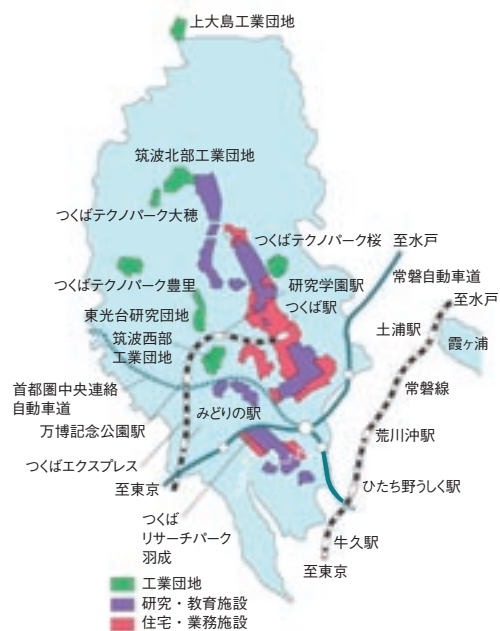 上大島工業団地
筑波北部工業団地
つくばテクノパーク大穂
つくばテクノパーク桜
至水戸
つくばテクノパーク豊里
研究学園駅
常磐自動車道
つくば駅
至水戸
東光台研究団地
土浦駅
筑波西部
工業団地
霞ヶ浦
首都圏中央連絡
自動車道
みどりの駅
常磐線
万博記念公園駅
荒川沖駅
つくばエクスプレス
至東京
ひたち野うしく駅
つくば
リサーチパーク
羽成
牛久駅
至東京
工業団地
研究・教育施設
住宅・業務施設